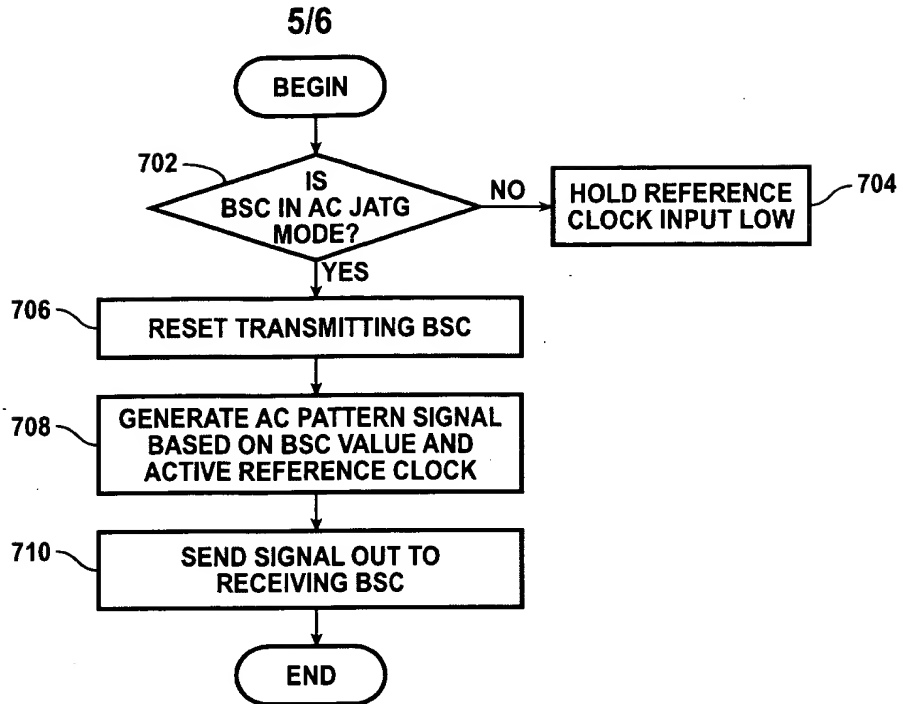 5/6
BEGIN
702
IS
BSC IN AC JATG
MODE?
NO
HOLD REFERENCE
CLOCK INPUT LOW
704
YES
706
RESET TRANSMITTING BSC
708
GENERATE AC PATTERN SIGNAL
BASED ON BSC VALUE AND
ACTIVE REFERENCE CLOCK
710
SEND SIGNAL OUT TO
RECEIVING BSC
END